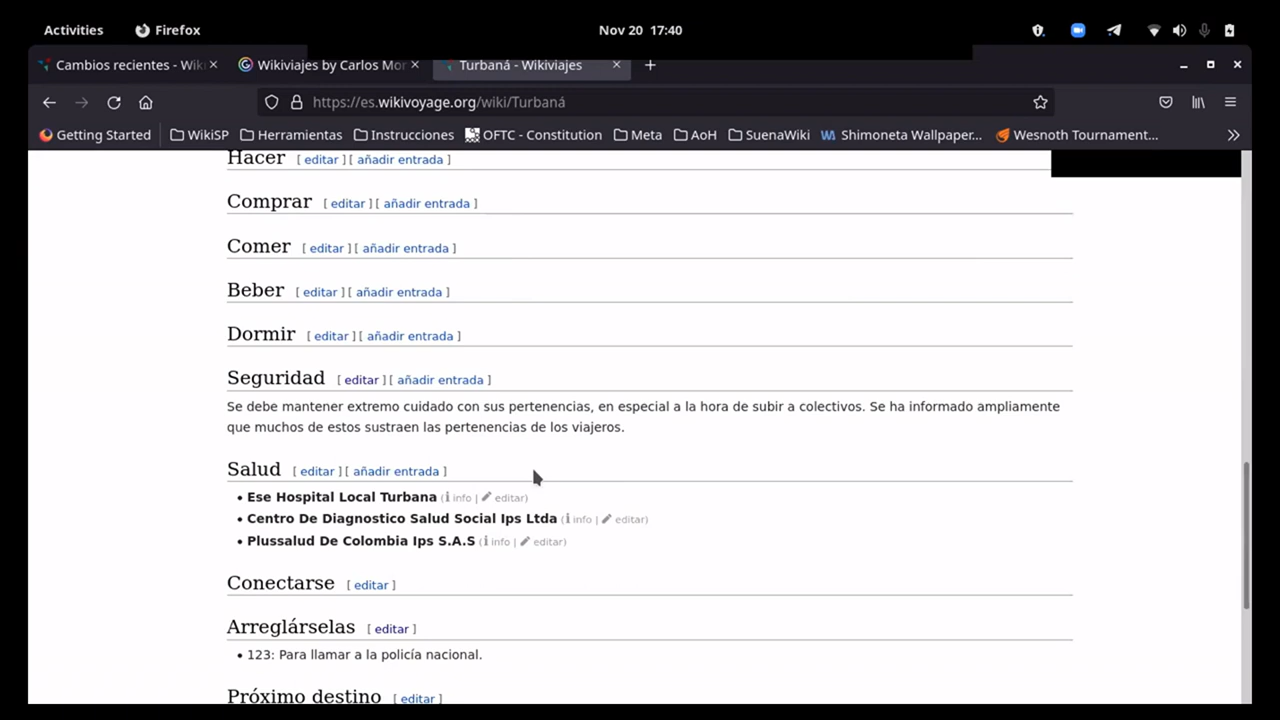 Activities Firefox Nov 20 17:40
Cambios recientes - Wiki Wikiviajes by Carlos Mor Turbaná - Wikiviajes
https://es.wikivoyage.org/wiki/Turbaná
Getting Started WikiSP Herramientas Instrucciones OFTC - Constitution Meta AoH SuenaWiki Shimoneta Wallpaper... Wesnoth Tournament...
Hacer [ editar ][ añadir entrada ]
Comprar [ editar ][ añadir entrada ]
Comer [ editar ][ añadir entrada ]
Beber [ editar ][ añadir entrada ]
Dormir [ editar ][ añadir entrada ]
Seguridad [ editar ][ añadir entrada ]
Se debe mantener extremo cuidado con sus pertenencias, en especial a la hora de subir a colectivos. Se ha informado ampliamente
que muchos de estos sustraen las pertenencias de los viajeros.
Salud [ editar ][ añadir entrada ]
• Ese Hospital Local Turbana (info | editar)
• Centro De Diagnostico Salud Social Ips Ltda (info | editar)
• Plussalud De Colombia Ips S.A.S (info | editar)
Conectarse [ editar ]
Arreglárselas [ editar ]
• 123: Para llamar a la policía nacional.
Próximo destino [ editar ]